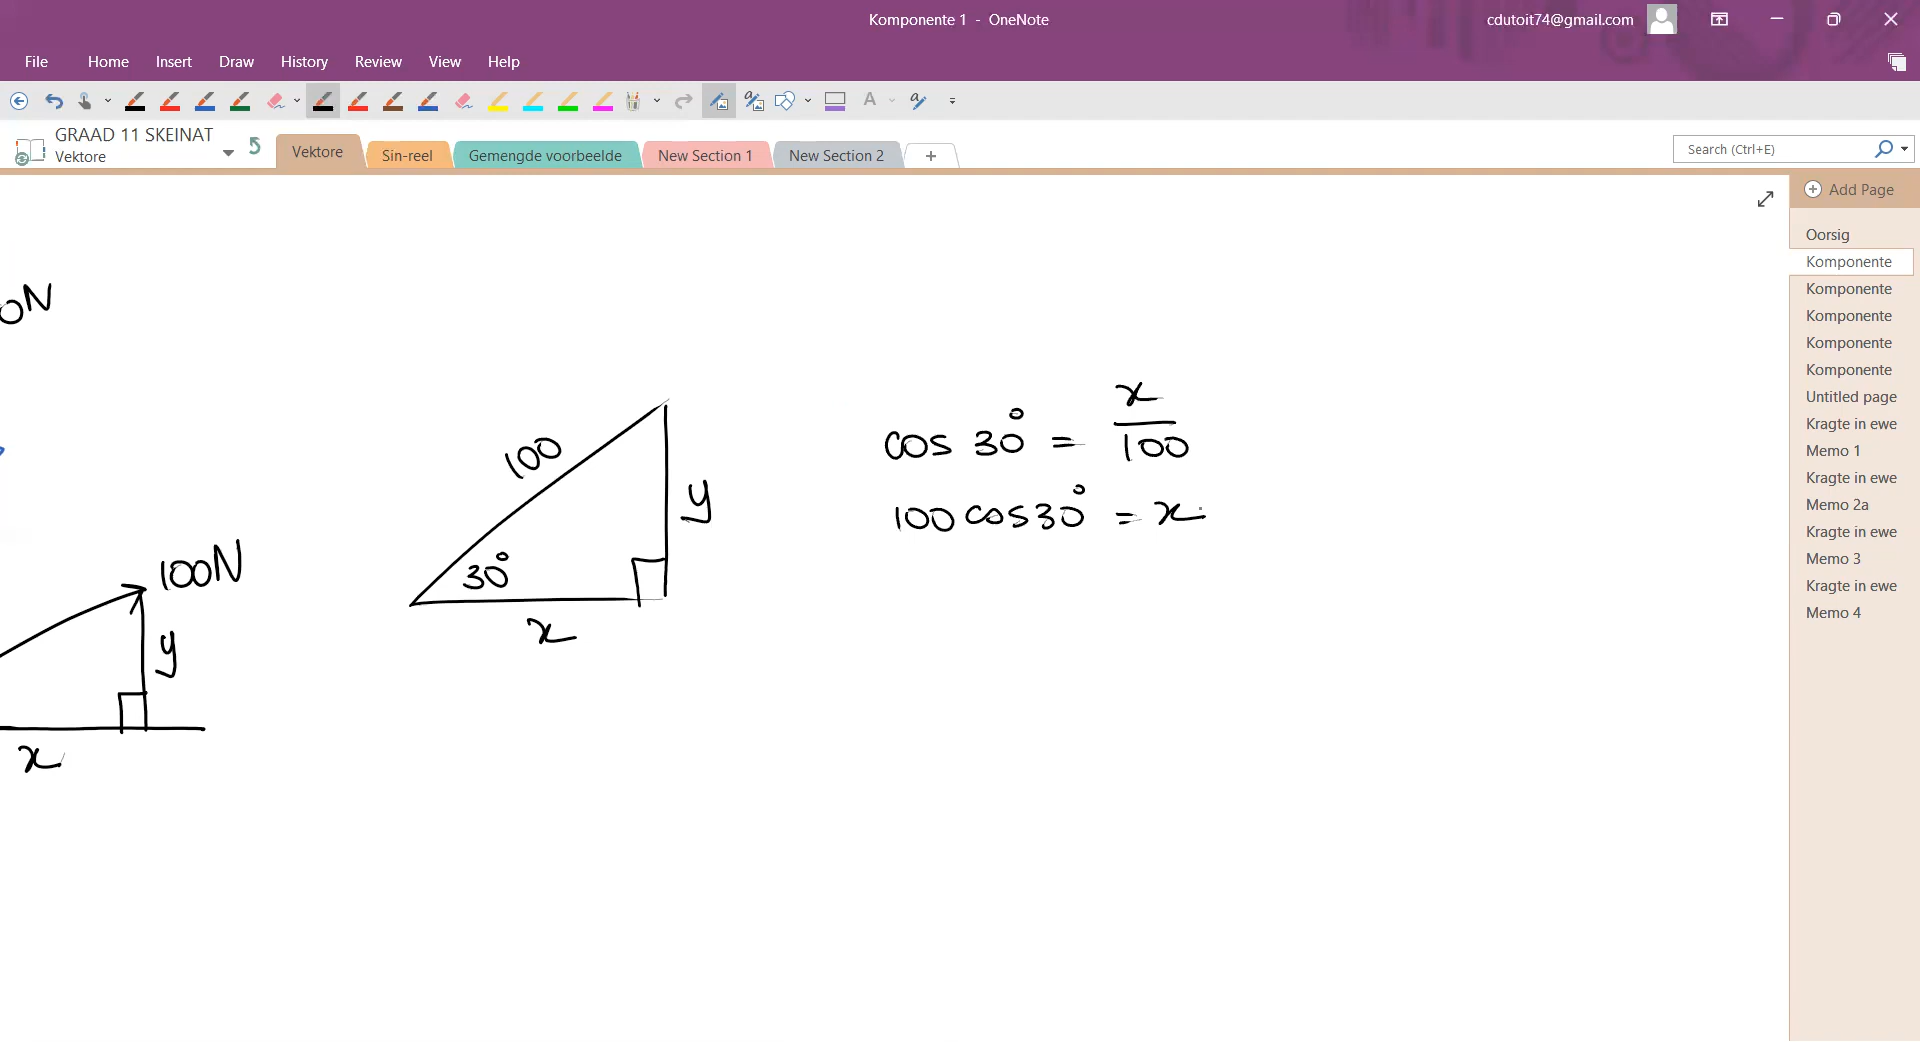 Komponente 1 - OneNote
cdutoit74@gmail.com
File Home Insert Draw History Review View Help
GRAAD 11 SKEINAT
Vektore
Vektore Sin-reel Gemengde voorbeelde New Section 1 New Section 2
Search (Ctrl+E)
Add Page
Oorsig
Komponente
Komponente
Komponente
Komponente
Komponente
Untitled page
Kragte in ewe
Memo 1
Kragte in ewe
Memo 2a
Kragte in ewe
Memo 3
Kragte in ewe
Memo 4
0N
100N
y
x
100
y
30°
x
cos 30° = x/100
100 cos 30° = x